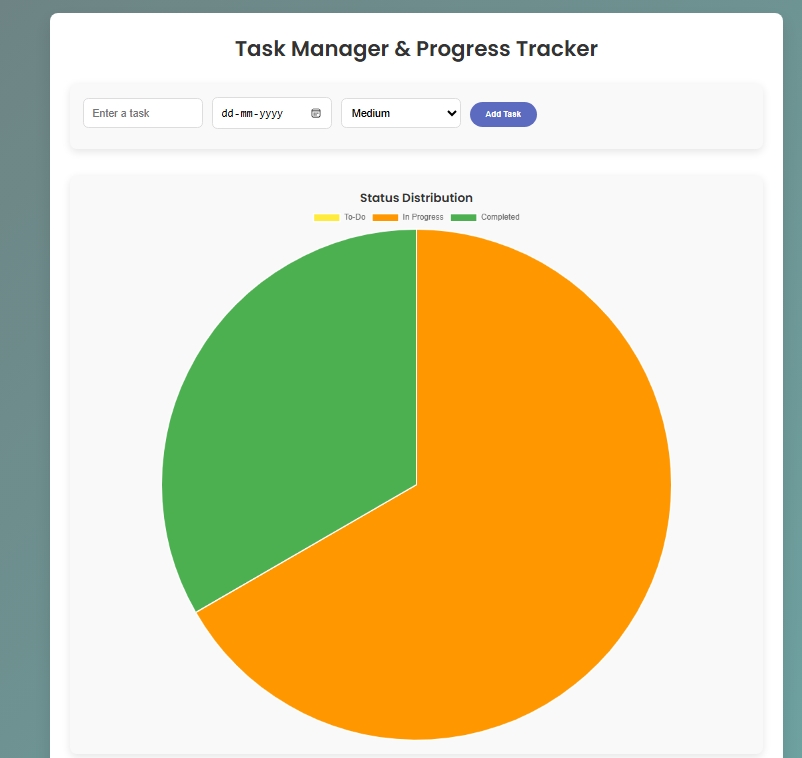 Task Manager & Progress Tracker
Enter a task dd-mm-yyyy Medium Add Task
Status Distribution
To-Do In Progress Completed